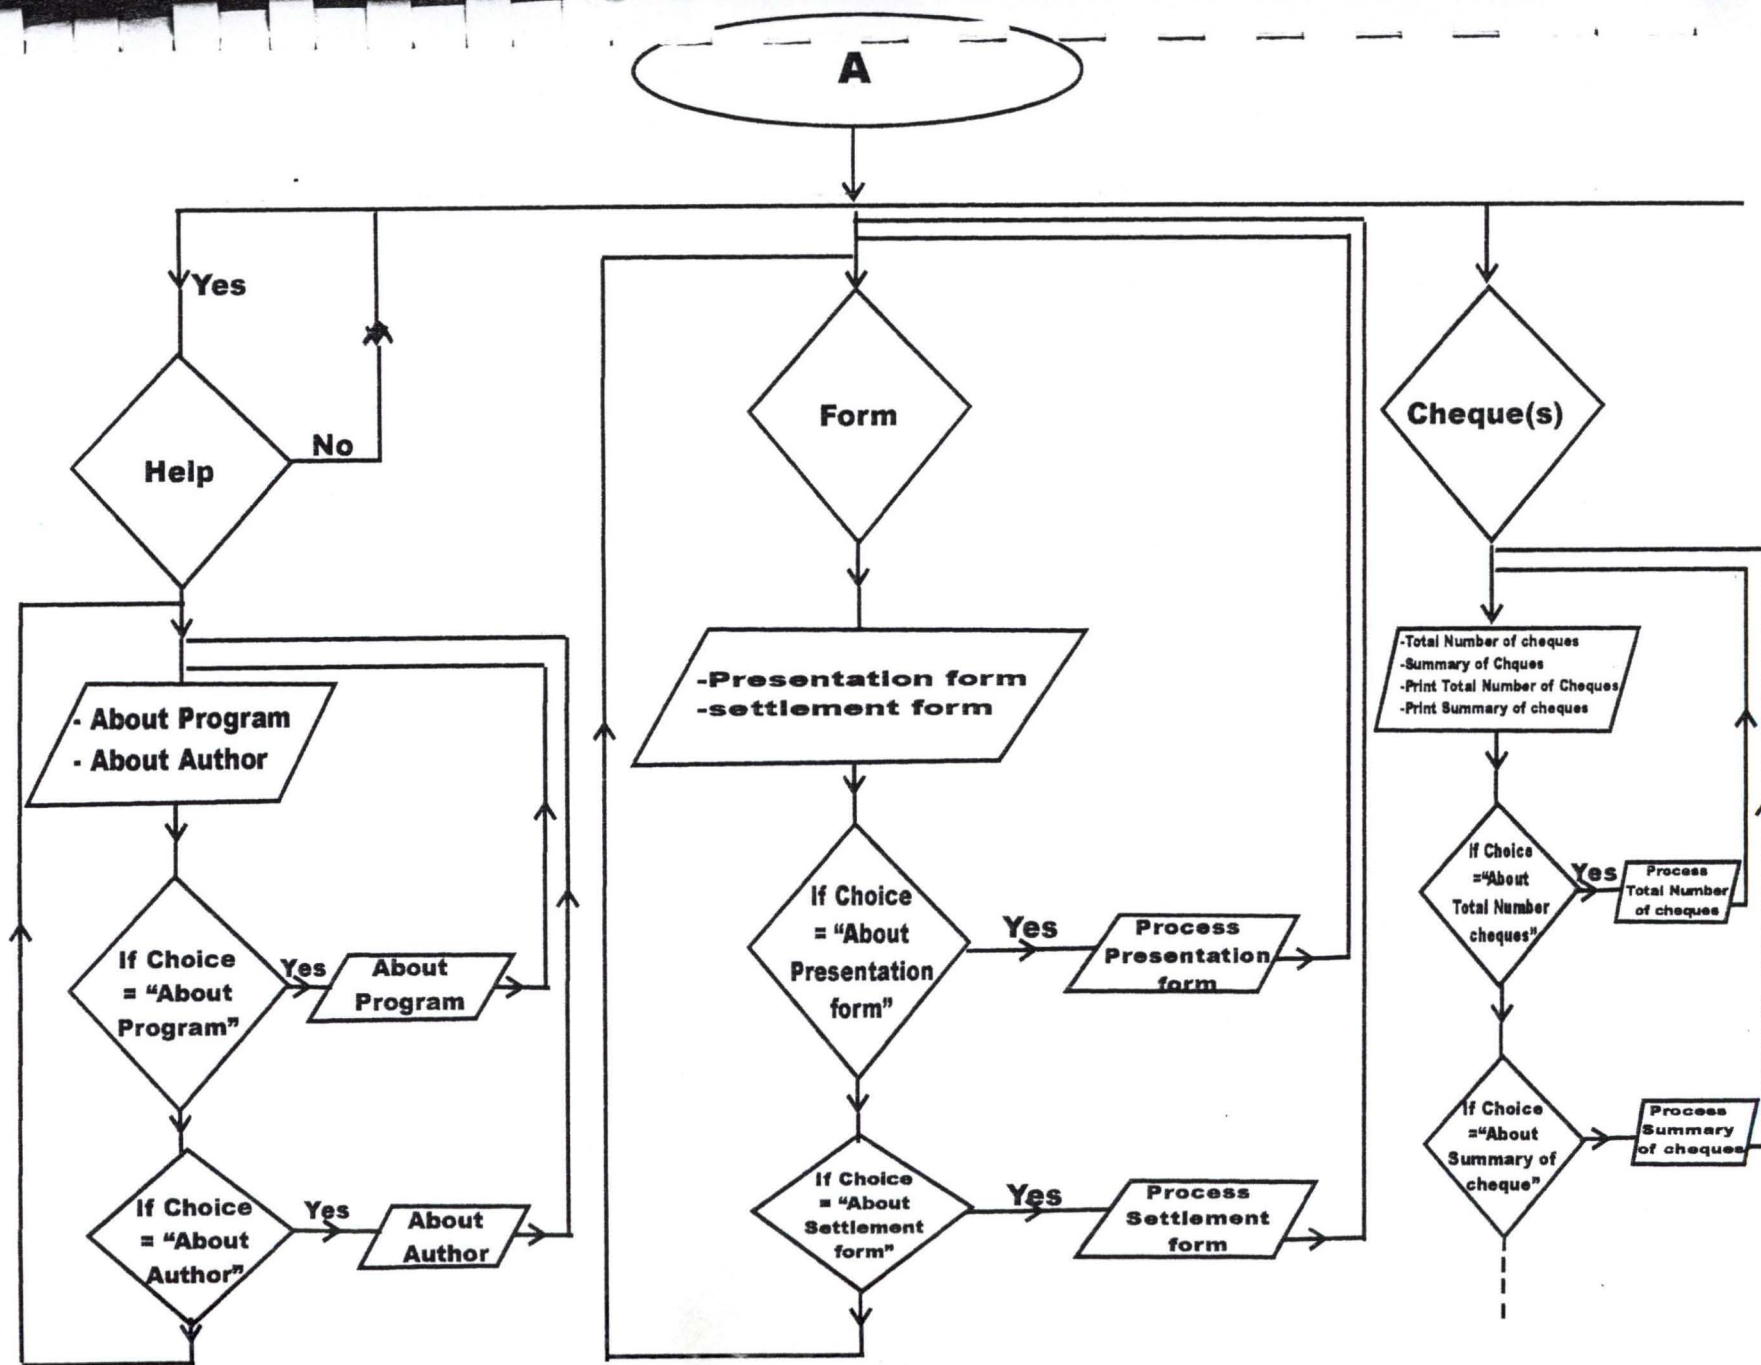 A
Yes
No
Help
- About Program
- About Author
If Choice
= “About
Program”
Yes
About
Program
If Choice
= “About
Author”
Yes
About
Author
Form
-Presentation form
-settlement form
If Choice
= “About
Presentation
form”
Yes
Process
Presentation
form
If Choice
= “About
Settlement
form”
Yes
Process
Settlement
form
Cheque(s)
-Total Number of cheques
-Summary of Chques
-Print Total Number of Cheques
-Print Summary of cheques
If Choice
=“About
Total Number
cheques”
Yes
Process
Total Number
of cheques
If Choice
=“About
Summary of
cheque”
Process
Summary
of cheques